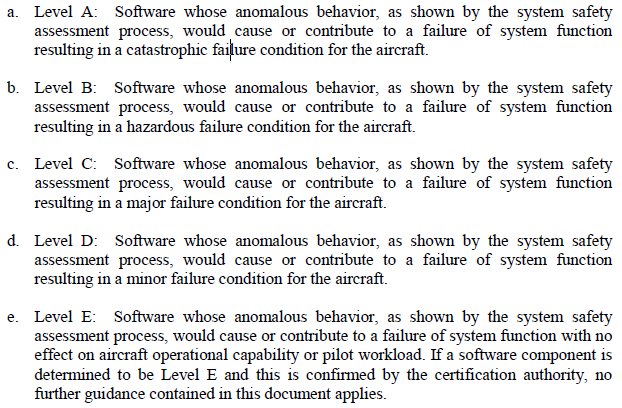 a. Level A: Software whose anomalous behavior, as shown by the system safety
assessment process, would cause or contribute to a failure of system function
resulting in a catastrophic failure condition for the aircraft.
b. Level B: Software whose anomalous behavior, as shown by the system safety
assessment process, would cause or contribute to a failure of system function
resulting in a hazardous failure condition for the aircraft.
c. Level C: Software whose anomalous behavior, as shown by the system safety
assessment process, would cause or contribute to a failure of system function
resulting in a major failure condition for the aircraft.
d. Level D: Software whose anomalous behavior, as shown by the system safety
assessment process, would cause or contribute to a failure of system function
resulting in a minor failure condition for the aircraft.
e. Level E: Software whose anomalous behavior, as shown by the system safety
assessment process, would cause or contribute to a failure of system function with no
effect on aircraft operational capability or pilot workload. If a software component is
determined to be Level E and this is confirmed by the certification authority, no
further guidance contained in this document applies.